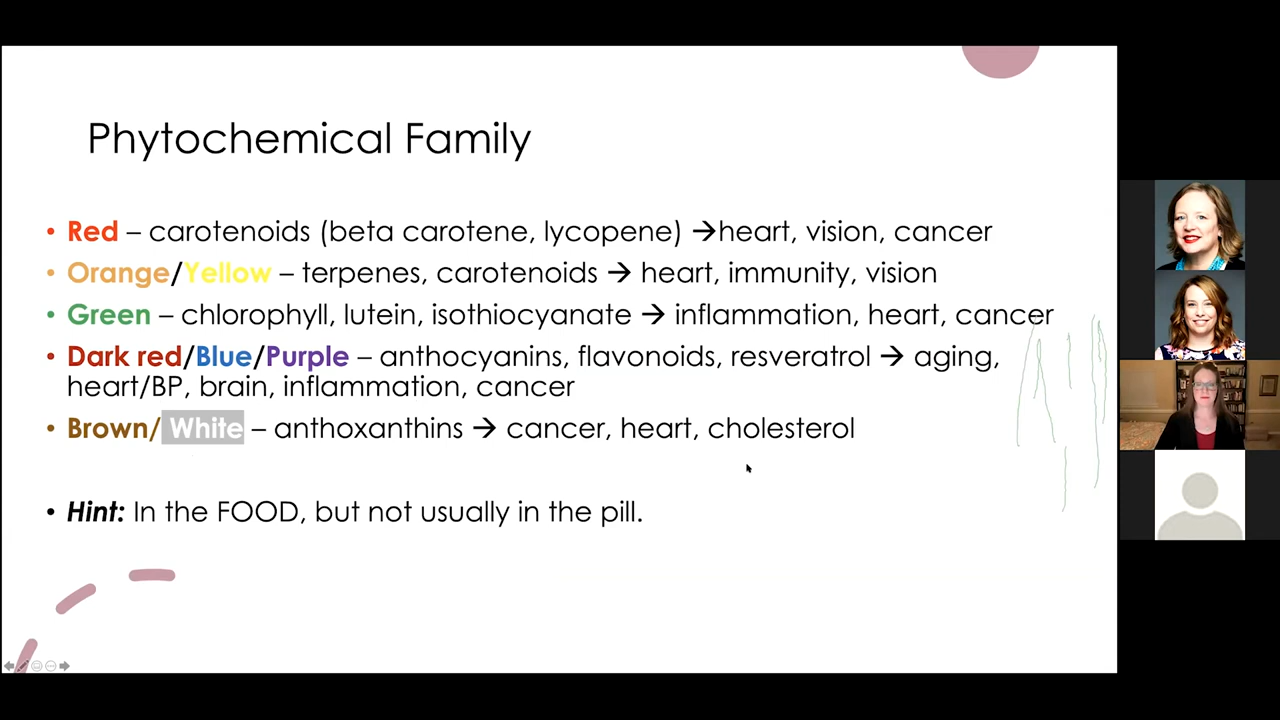 Phytochemical Family
• Red – carotenoids (beta carotene, lycopene) →heart, vision, cancer
• Orange/Yellow – terpenes, carotenoids → heart, immunity, vision
• Green – chlorophyll, lutein, isothiocyanate → inflammation, heart, cancer
• Dark red/Blue/Purple – anthocyanins, flavonoids, resveratrol → aging,
heart/BP, brain, inflammation, cancer
• Brown/ White – anthoxanthins → cancer, heart, cholesterol
• Hint: In the FOOD, but not usually in the pill.